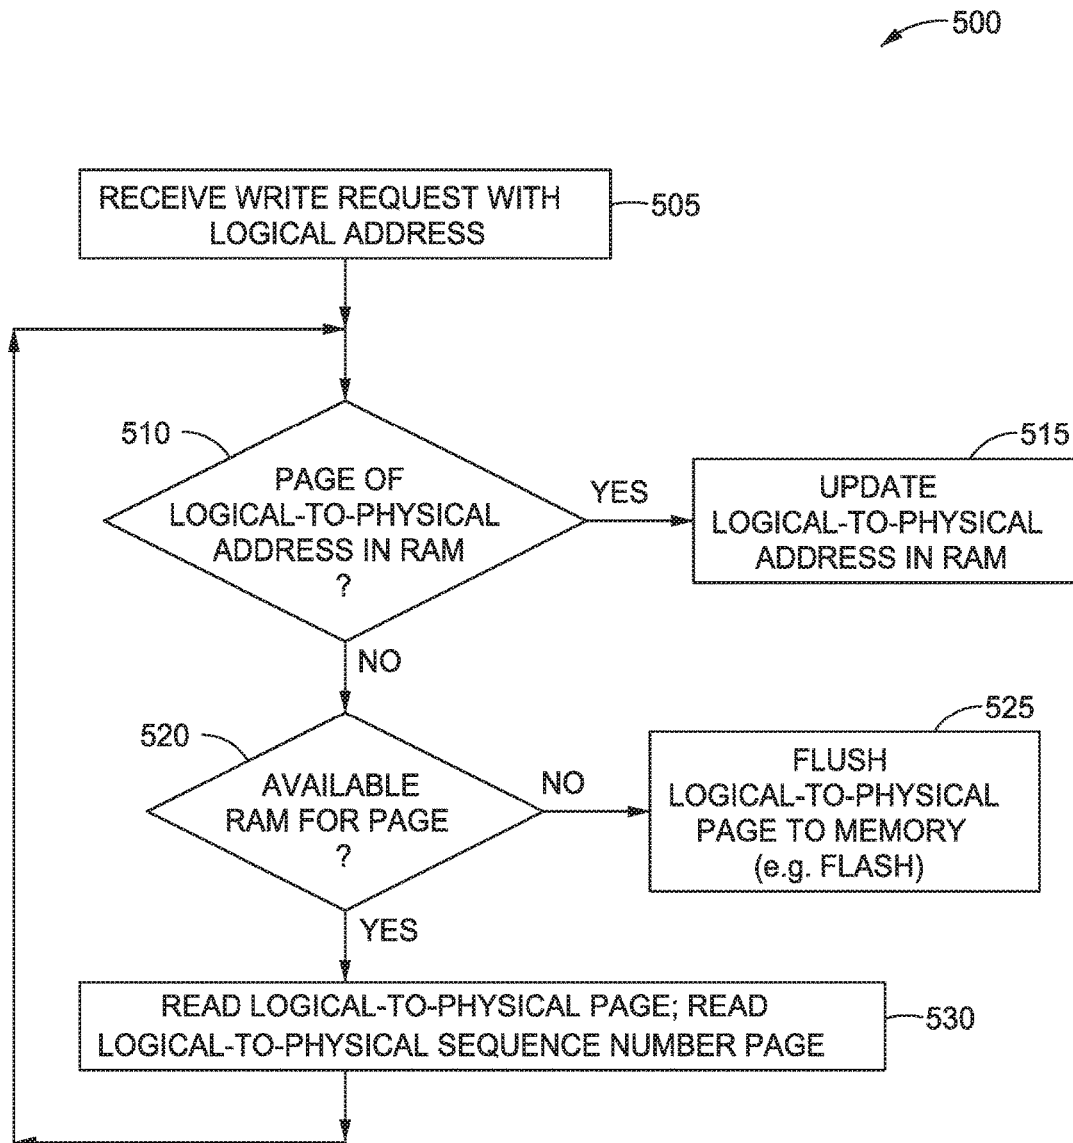 500
RECEIVE WRITE REQUEST WITH
LOGICAL ADDRESS
505
510
PAGE OF
LOGICAL-TO-PHYSICAL
ADDRESS IN RAM
?
YES
515
UPDATE
LOGICAL-TO-PHYSICAL
ADDRESS IN RAM
NO
520
AVAILABLE
RAM FOR PAGE
?
NO
525
FLUSH
LOGICAL-TO-PHYSICAL
PAGE TO MEMORY
(e.g. FLASH)
YES
READ LOGICAL-TO-PHYSICAL PAGE; READ
LOGICAL-TO-PHYSICAL SEQUENCE NUMBER PAGE
530